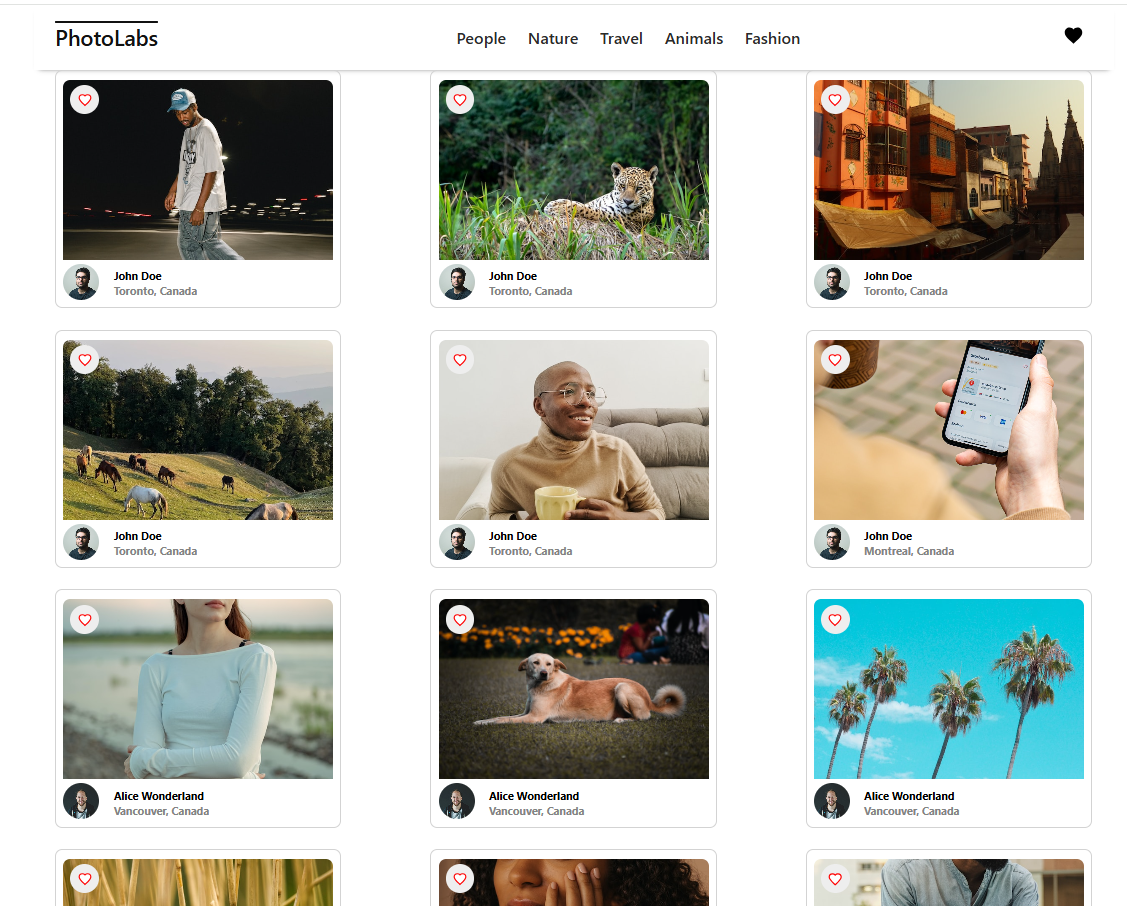 PhotoLabs
People Nature Travel Animals Fashion
John Doe
Toronto, Canada
John Doe
Toronto, Canada
John Doe
Toronto, Canada
John Doe
Toronto, Canada
John Doe
Toronto, Canada
John Doe
Montreal, Canada
Alice Wonderland
Vancouver, Canada
Alice Wonderland
Vancouver, Canada
Alice Wonderland
Vancouver, Canada